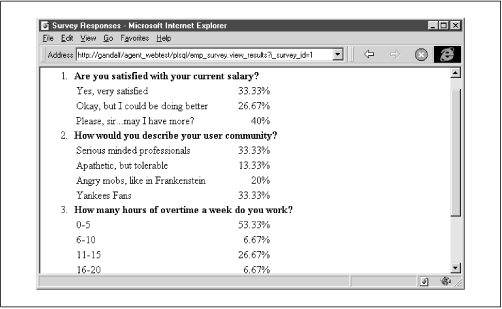 Survey Responses - Microsoft Internet Explorer
File Edit View Go Favorites Help
Address http://gandalf/agent_webtest/plsql/emp_survey.view_results?i_survey_id=1
1. Are you satisfied with your current salary?
Yes, very satisfied 33.33%
Okay, but I could be doing better 26.67%
Please, sir...may I have more? 40%
2. How would you describe your user community?
Serious minded professionals 33.33%
Apathetic, but tolerable 13.33%
Angry mobs, like in Frankenstein 20%
Yankees Fans 33.33%
3. How many hours of overtime a week do you work?
0-5 53.33%
6-10 6.67%
11-15 26.67%
16-20 6.67%